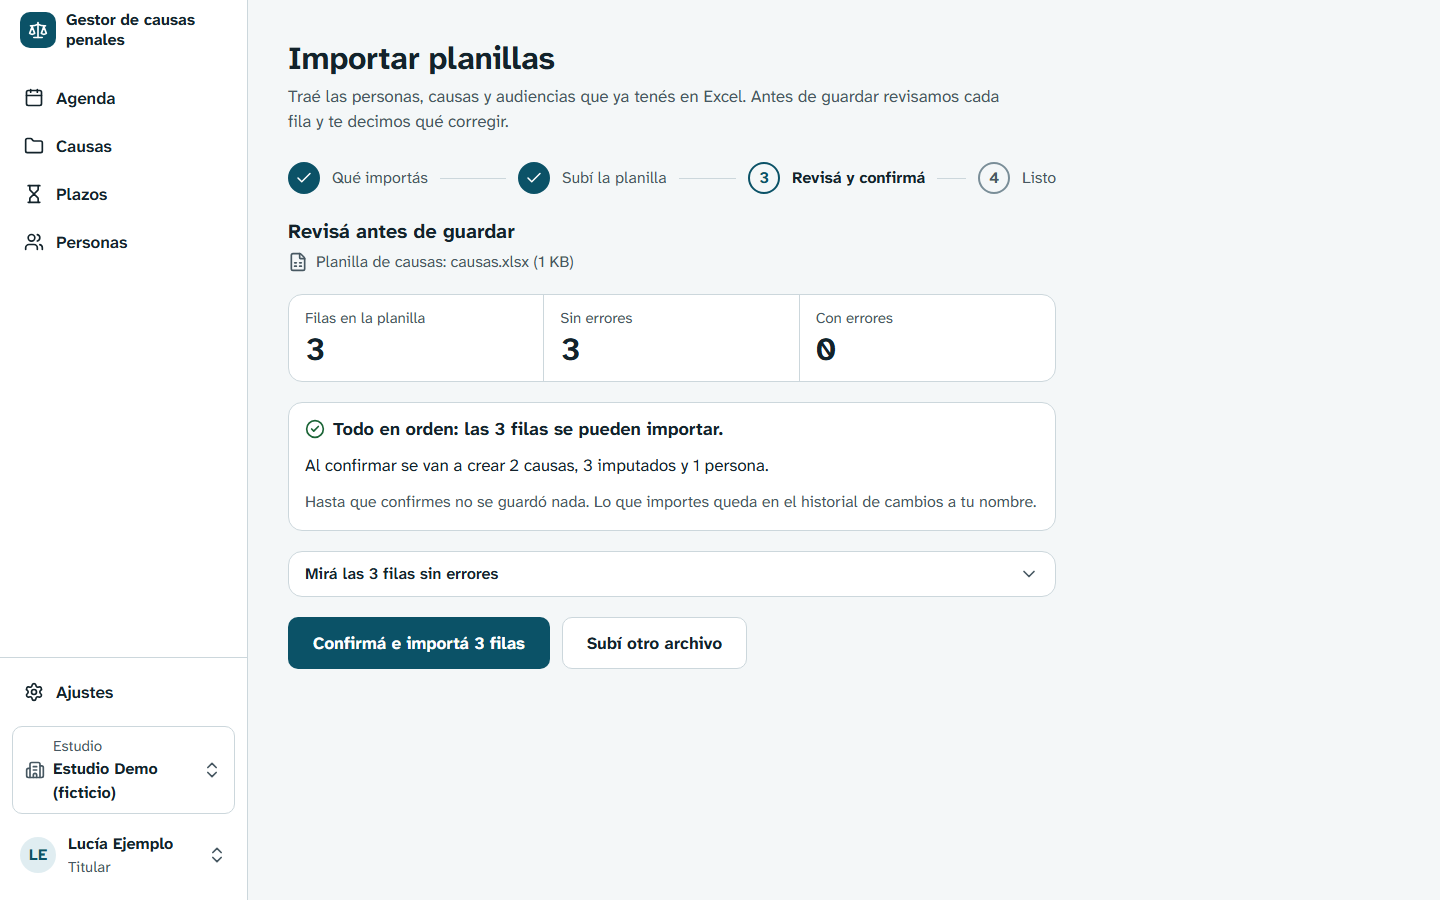 Gestor de causas
penales
Agenda
Causas
Plazos
Personas
Ajustes
Estudio
Estudio Demo
(ficticio)
LE
Lucía Ejemplo
Titular
Importar planillas
Traé las personas, causas y audiencias que ya tenés en Excel. Antes de guardar revisamos cada
fila y te decimos qué corregir.
Qué importás
Subí la planilla
3 Revisá y confirmá
4 Listo
Revisá antes de guardar
Planilla de causas: causas.xlsx (1 KB)
Filas en la planilla
3
Sin errores
3
Con errores
0
Todo en orden: las 3 filas se pueden importar.
Al confirmar se van a crear 2 causas, 3 imputados y 1 persona.
Hasta que confirmes no se guardó nada. Lo que importes queda en el historial de cambios a tu nombre.
Mirá las 3 filas sin errores
Confirmá e importá 3 filas
Subí otro archivo